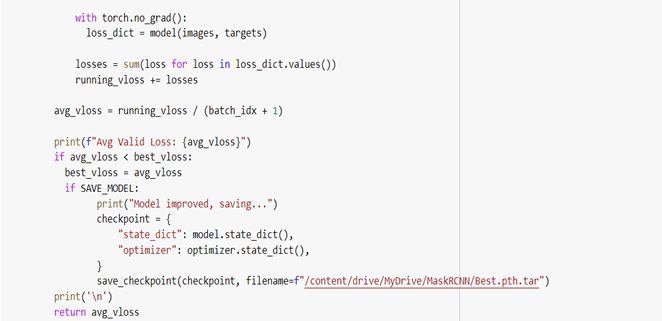 with torch.no_grad():
loss_dict = model(images, targets)
losses = sum(loss for loss in loss_dict.values())
running_vloss += losses
avg_vloss = running_vloss / (batch_idx + 1)
print(f"Avg Valid Loss: {avg_vloss}")
if avg_vloss < best_vloss:
best_vloss = avg_vloss
if SAVE_MODEL:
print("Model improved, saving...")
checkpoint = {
"state_dict": model.state_dict(),
"optimizer": optimizer.state_dict(),
}
save_checkpoint(checkpoint, filename=f"/content/drive/MyDrive/MaskRCNN/Best.pth.tar")
print('\n')
return avg_vloss